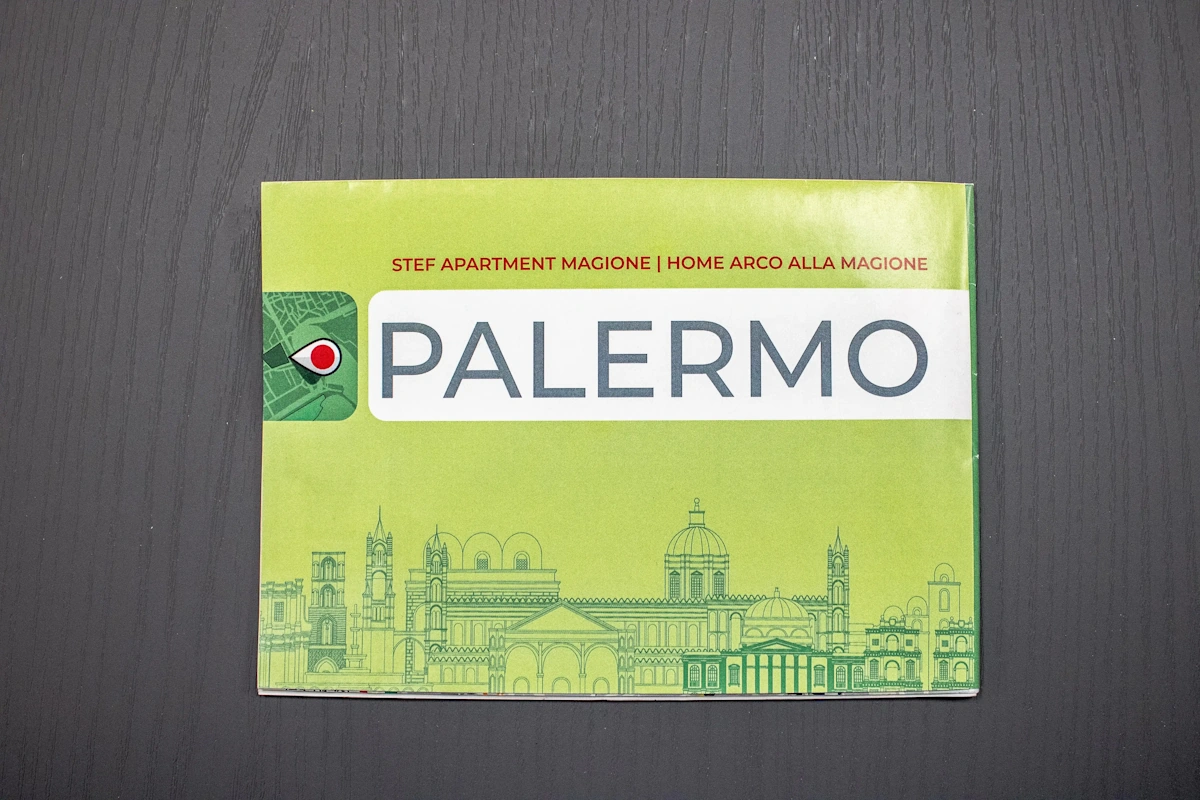 STEF APARTMENT MAGIONE | HOME ARCO ALLA MAGIONE
PALERMO